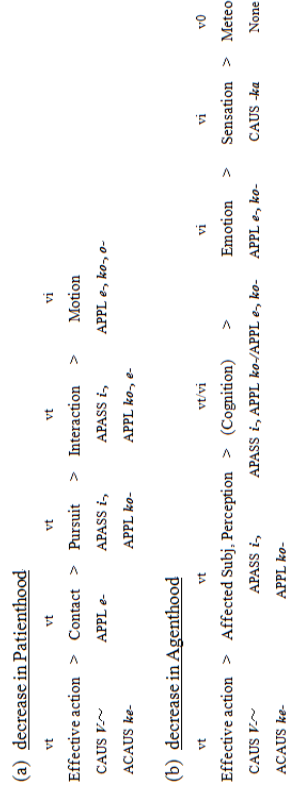 (a) decrease in Patienthood
vt vt vt vt vi
Effective action > Contact > Pursuit > Interaction > Motion
CAUS V~ APPL e- APASS i-, APASS i-, APPL e-, ko-, o-
ACAUS ke- APPL ko- APPL ko-, e-
(b) decrease in Agenthood
vt vt vt/vi vi vi v0
Effective action > Affected Subj, Perception > (Cognition) > Emotion > Sensation > Meteo
CAUS V~ APASS i-, APASS i-, APPL ko-/APPL e-, ko- APPL e-, ko- CAUS -ka None
ACAUS ke- APPL ko-